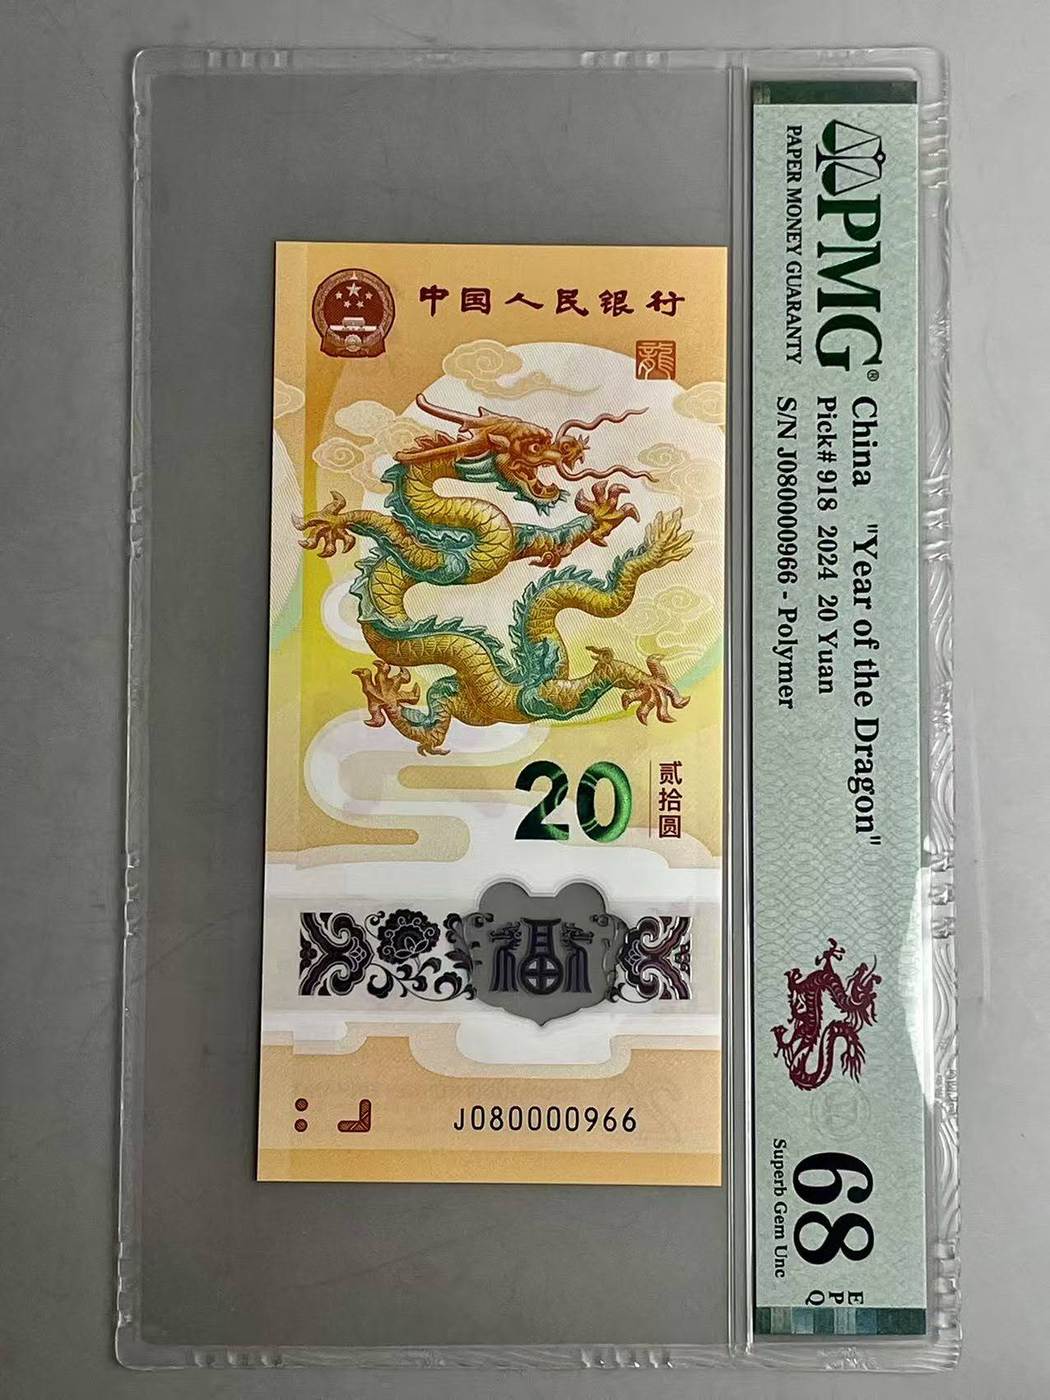 中国人民银行
龍
20
贰拾圆
福
J080000966
PMG®
PAPER MONEY GUARANTY
China "Year of the Dragon"
Pick# 918 2024 20 Yuan
S/N J080000966 - Polymer
68
EPQ
Superb Gem Unc